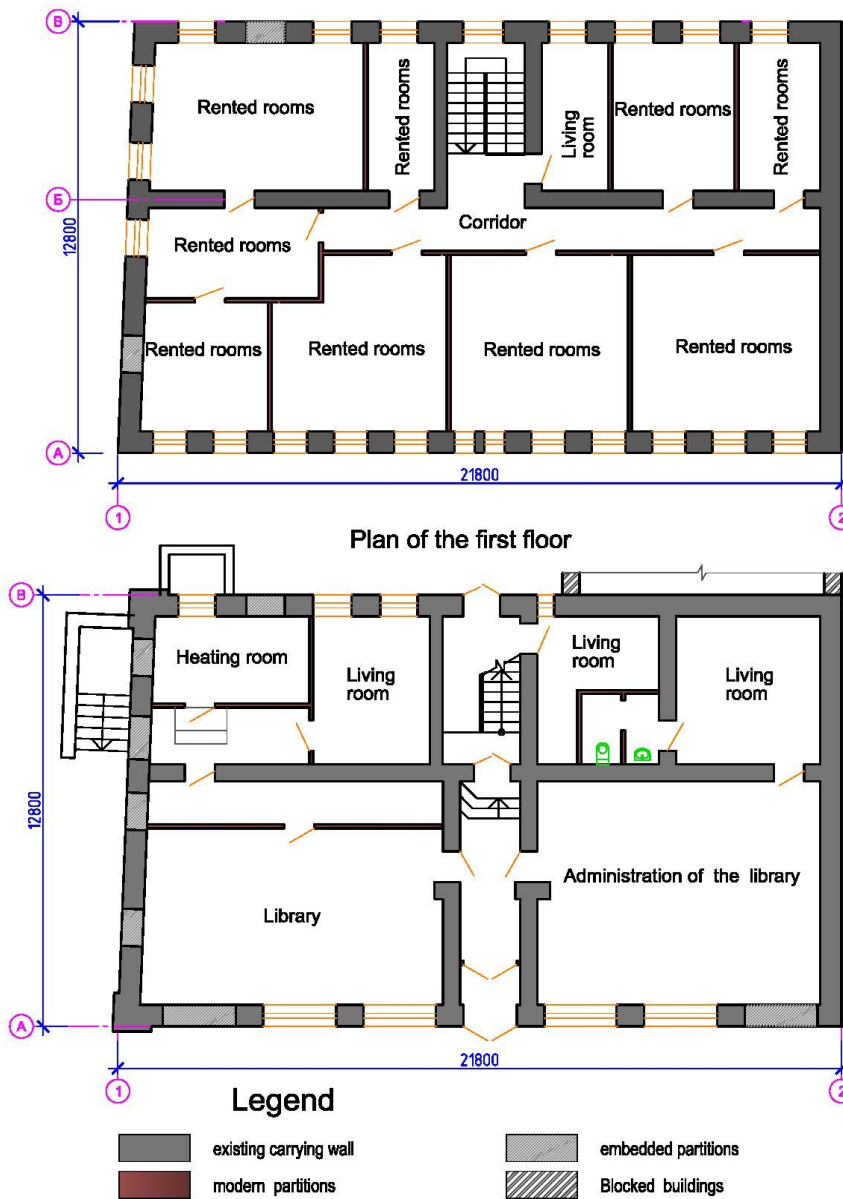 В
Rented rooms
Rented rooms
Living
room
Rented rooms
Rented rooms
Б
Corridor
Rented rooms
12800
Rented rooms
Rented rooms
Rented rooms
Rented rooms
А
21800
1
2
Plan of the first floor
В
Heating room
Living
room
Living
room
Living
room
12800
Administration of the library
Library
А
21800
1
2
Legend
existing carrying wall
embedded partitions
modern partitions
Blocked buildings